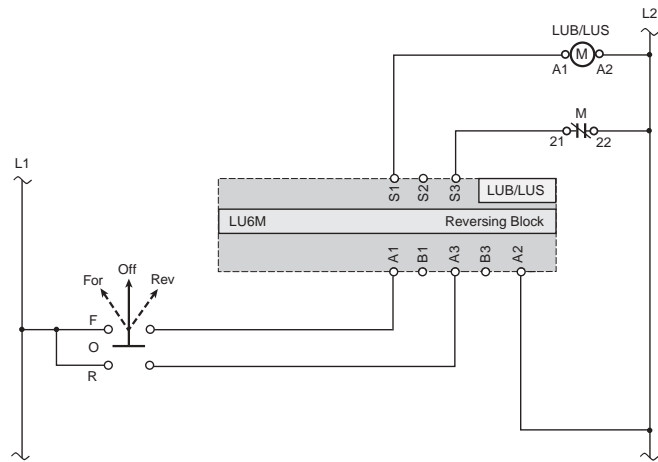 L2
LUB/LUS
M
A1 A2
M
21 22
L1
S1 S2 S3 LUB/LUS
LU6M Reversing Block
A1 B1 A3 B3 A2
Off
For Rev
F
O
R